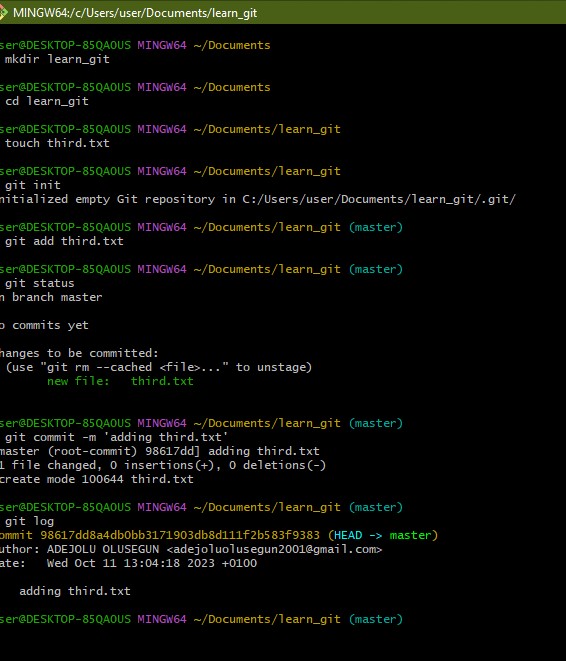 MINGW64:/c/Users/user/Documents/learn_git
ser@DESKTOP-85QAOUS MINGW64 ~/Documents
mkdir learn_git
ser@DESKTOP-85QAOUS MINGW64 ~/Documents
cd learn_git
ser@DESKTOP-85QAOUS MINGW64 ~/Documents/learn_git
touch third.txt
ser@DESKTOP-85QAOUS MINGW64 ~/Documents/learn_git
git init
nitialized empty Git repository in C:/Users/user/Documents/learn_git/.git/
ser@DESKTOP-85QAOUS MINGW64 ~/Documents/learn_git (master)
git add third.txt
ser@DESKTOP-85QAOUS MINGW64 ~/Documents/learn_git (master)
git status
n branch master
o commits yet
hanges to be committed:
(use "git rm --cached <file>..." to unstage)
new file:   third.txt
ser@DESKTOP-85QAOUS MINGW64 ~/Documents/learn_git (master)
git commit -m 'adding third.txt'
master (root-commit) 98617dd] adding third.txt
1 file changed, 0 insertions(+), 0 deletions(-)
create mode 100644 third.txt
ser@DESKTOP-85QAOUS MINGW64 ~/Documents/learn_git (master)
git log
ommit 98617dd8a4db0bb3171903db8d111f2b583f9383 (HEAD -> master)
uthor: ADEJOLU OLUSEGUN <adejoluolusegun2001@gmail.com>
ate:   Wed Oct 11 13:04:18 2023 +0100
adding third.txt
ser@DESKTOP-85QAOUS MINGW64 ~/Documents/learn_git (master)